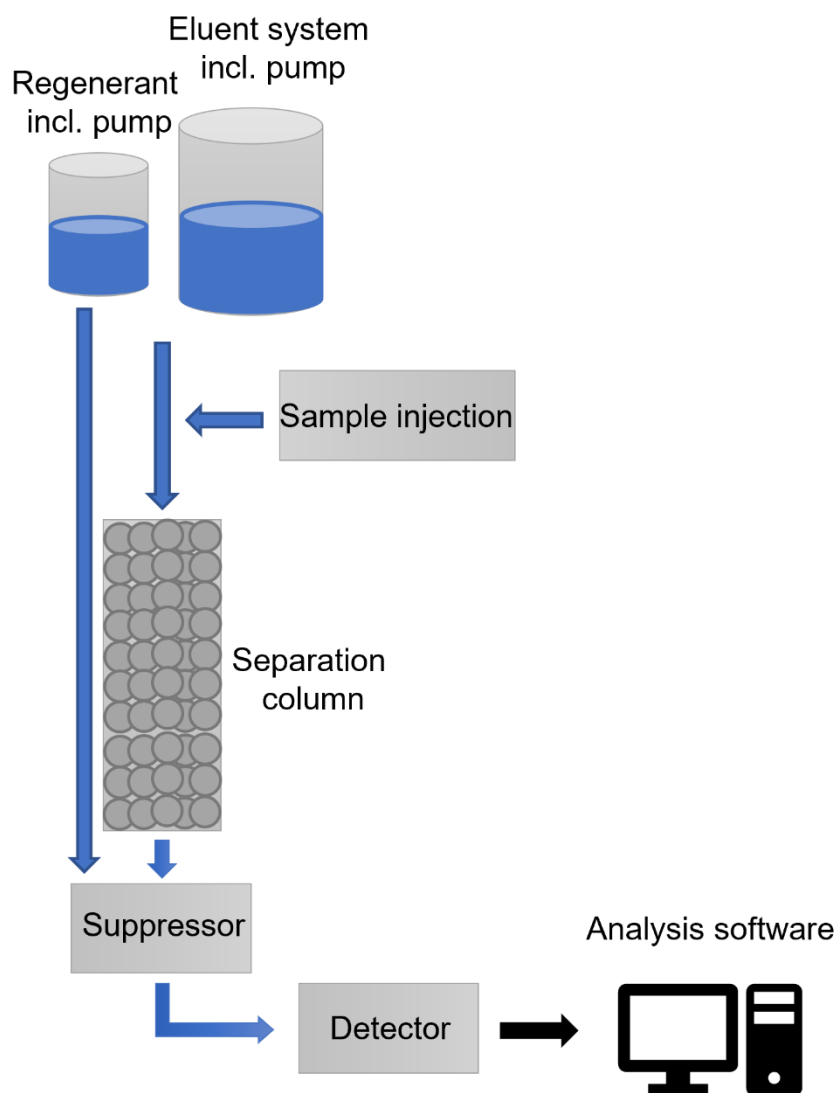 Eluent system
incl. pump
Regenerant
incl. pump
Sample injection
Separation
column
Suppressor
Analysis software
Detector